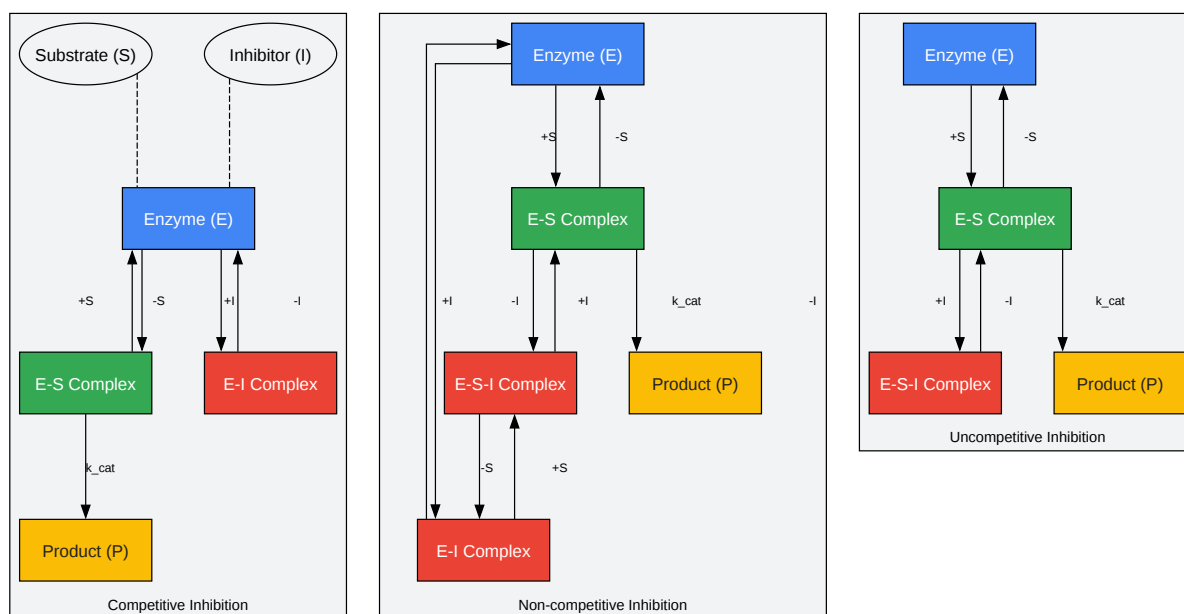 Substrate (S)
Inhibitor (I)
Enzyme (E)
+S
-S
+I
-I
E-S Complex
E-I Complex
k_cat
Product (P)
Competitive Inhibition
Enzyme (E)
+S
-S
E-S Complex
+I
-I
+I
k_cat
-I
E-S-I Complex
Product (P)
-S
+S
E-I Complex
Non-competitive Inhibition
Enzyme (E)
+S
-S
E-S Complex
+I
-I
k_cat
E-S-I Complex
Product (P)
Uncompetitive Inhibition